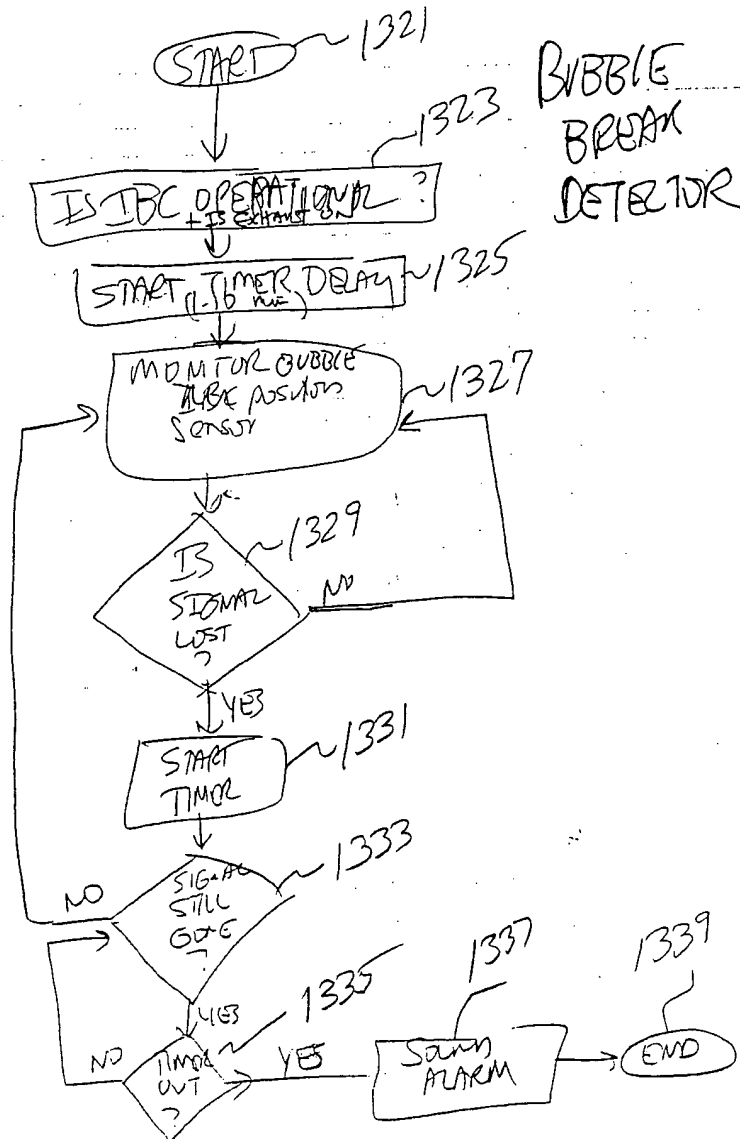 START
1321
BUBBLE
BREAK
DETECTOR
1323
IS IBC OPERATIONAL ?
+ IS EXHAUST ON
START TIMER DELAY
1325
MONITOR BUBBLE
position
sensor
1327
IS
SIGNAL
LOST
?
1329
NO
YES
START
TIMER
1331
SIGNAL
STILL
GONE
?
1333
NO
YES
TIMER
OUT
?
1335
NO
YES
SOUND
ALARM
1337
END
1339